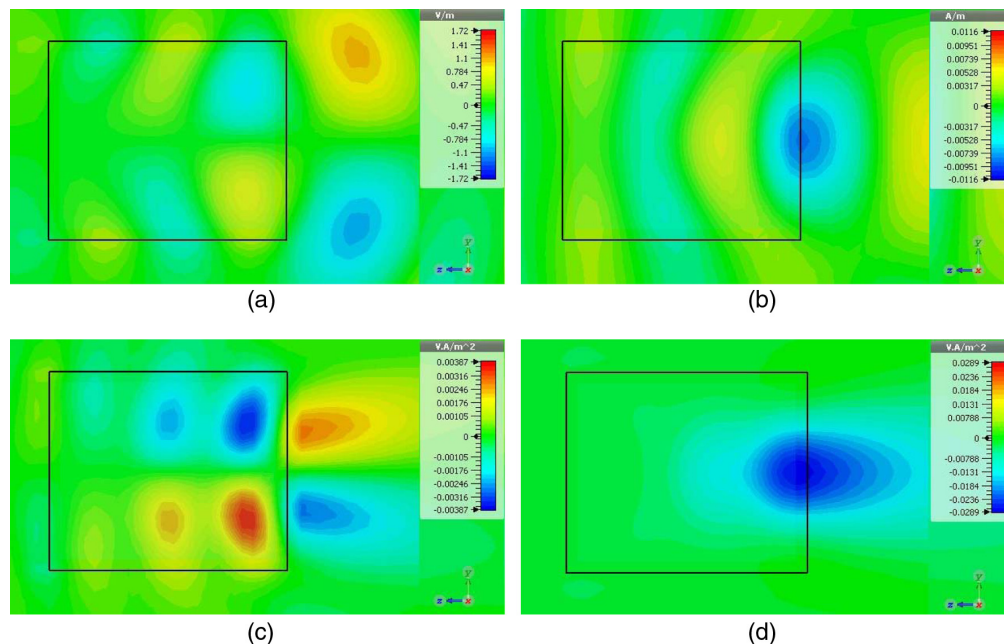 V/m
1.72
1.41
1.1
0.784
0.47
0
-0.47
-0.784
-1.1
-1.41
-1.72
y
z
x
(a)
A/m
0.0116
0.00951
0.00739
0.00528
0.00317
0
-0.00317
-0.00528
-0.00739
-0.00951
-0.0116
y
z
x
(b)
V.A/m^2
0.00387
0.00316
0.00246
0.00176
0.00105
0
-0.00105
-0.00176
-0.00246
-0.00316
-0.00387
y
z
x
(c)
V.A/m^2
0.0289
0.0236
0.0184
0.0131
0.00788
0
-0.00788
-0.0131
-0.0184
-0.0236
-0.0289
y
z
x
(d)